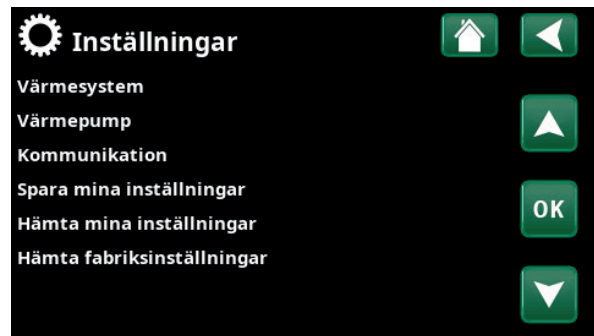 Inställningar
Värmesystem
Värmepump
Kommunikation
Spara mina inställningar
Hämta mina inställningar
OK
Hämta fabriksinställningar